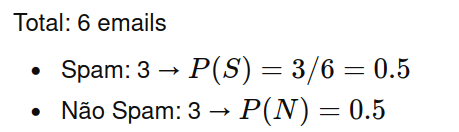 Total: 6 emails
• Spam: 3 → P(S) = 3/6 = 0.5
• Não Spam: 3 → P(N) = 0.5